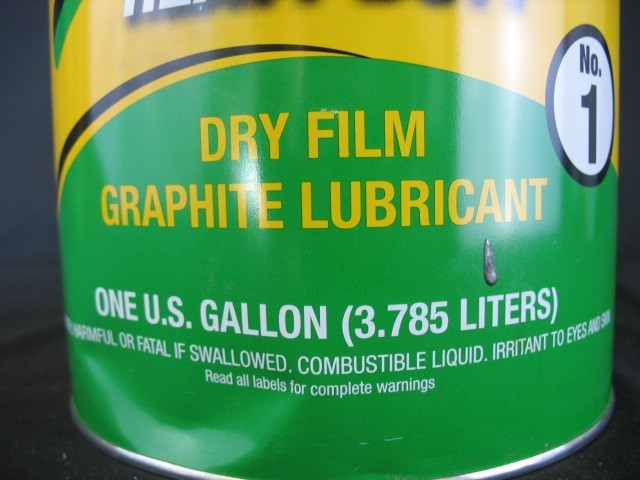 No.
1
DRY FILM
GRAPHITE LUBRICANT
ONE U.S. GALLON (3.785 LITERS)
HARMFUL OR FATAL IF SWALLOWED. COMBUSTIBLE LIQUID. IRRITANT TO EYES AND SKIN.
Read all labels for complete warnings